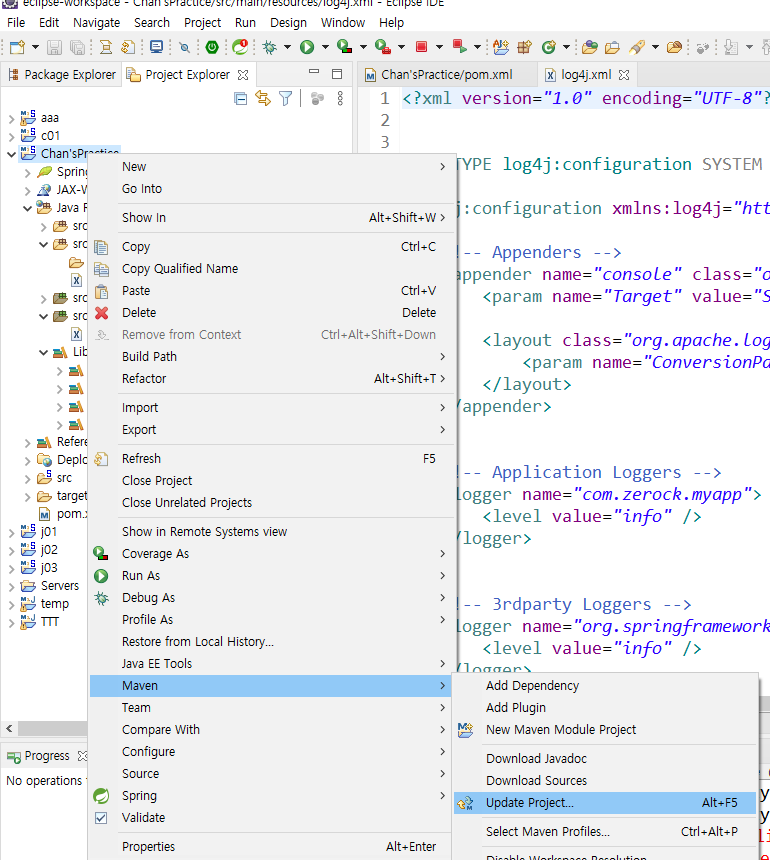 eclipse-workspace - Chan'sPractice/src/main/resources/log4j.xml - Eclipse IDE
File Edit Navigate Search Project Run Design Window Help
Package Explorer Project Explorer
Chan'sPractice/pom.xml log4j.xml
aaa
c01
Chan'sPractice
Spring
JAX-W
Java R
src
src
src
src
Lib
Refere
Deplo
src
target
pom.x
j01
j02
j03
Servers
temp
TTT
Progress
No operations
New
Go Into
Show In Alt+Shift+W
Copy Ctrl+C
Copy Qualified Name
Paste Ctrl+V
Delete Delete
Remove from Context Ctrl+Alt+Shift+Down
Build Path
Refactor Alt+Shift+T
Import
Export
Refresh F5
Close Project
Close Unrelated Projects
Show in Remote Systems view
Coverage As
Run As
Debug As
Profile As
Restore from Local History...
Java EE Tools
Maven
Team
Compare With
Configure
Source
Spring
Validate
Properties Alt+Enter
1 <?xml version="1.0" encoding="UTF-8"?
2
3
TYPE log4j:configuration SYSTEM
j:configuration xmlns:log4j="htt
!-- Appenders -->
appender name="console" class="o
<param name="Target" value="S
<layout class="org.apache.log
<param name="ConversionPa
</layout>
/appender>
!-- Application Loggers -->
logger name="com.zerock.myapp">
<level value="info" />
/logger>
!-- 3rdparty Loggers -->
logger name="org.springframework
<level value="info" />
/logger>
Add Dependency
Add Plugin
New Maven Module Project
Download Javadoc
Download Sources
Update Project... Alt+F5
Select Maven Profiles... Ctrl+Alt+P
Disable Workspace Resolution